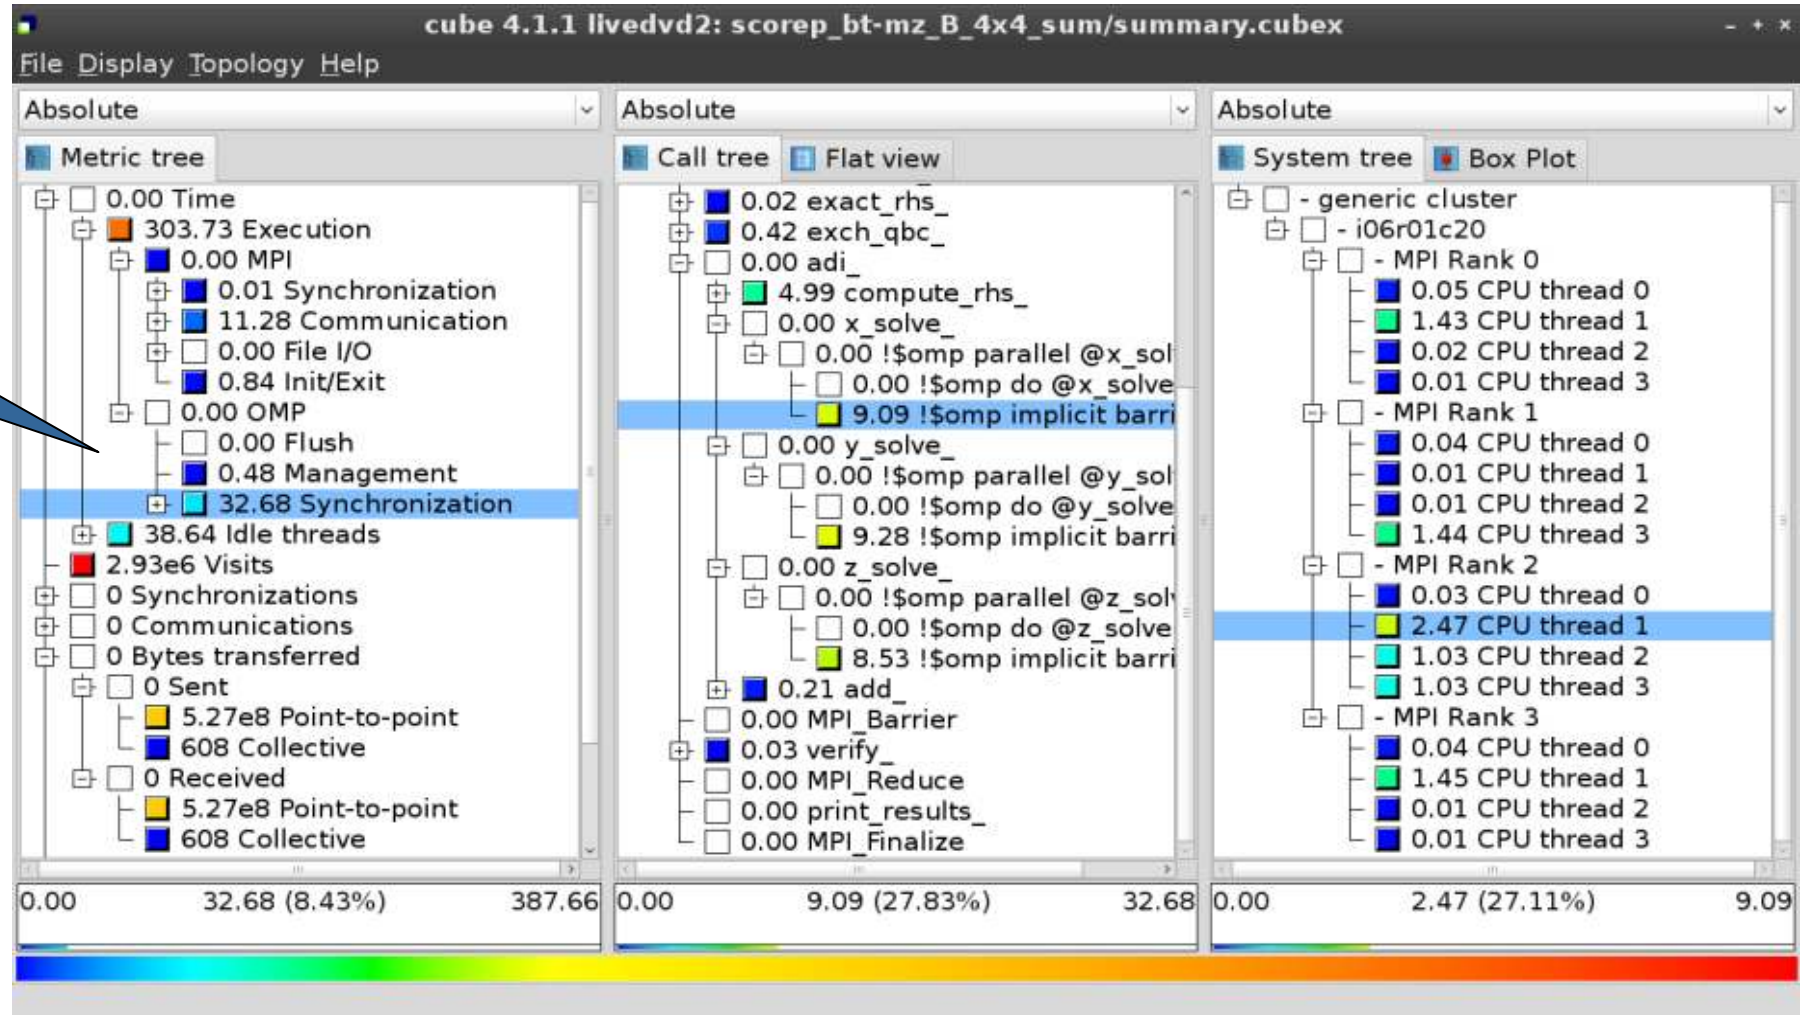 cube 4.1.1 livedvd2: scorep_bt-mz_B_4x4_sum/summary.cubex
File Display Topology Help
Absolute
Metric tree
0.00 Time
303.73 Execution
0.00 MPI
0.01 Synchronization
11.28 Communication
0.00 File I/O
0.84 Init/Exit
0.00 OMP
0.00 Flush
0.48 Management
32.68 Synchronization
38.64 Idle threads
2.93e6 Visits
0 Synchronizations
0 Communications
0 Bytes transferred
0 Sent
5.27e8 Point-to-point
608 Collective
0 Received
5.27e8 Point-to-point
608 Collective
0.00 32.68 (8.43%) 387.66
Absolute
Call tree Flat view
0.02 exact_rhs_
0.42 exch_qbc_
0.00 adi_
4.99 compute_rhs_
0.00 x_solve_
0.00 !$omp parallel @x_sol
0.00 !$omp do @x_solve
9.09 !$omp implicit barri
0.00 y_solve_
0.00 !$omp parallel @y_sol
0.00 !$omp do @y_solve
9.28 !$omp implicit barri
0.00 z_solve_
0.00 !$omp parallel @z_solv
0.00 !$omp do @z_solve
8.53 !$omp implicit barri
0.21 add_
0.00 MPI_Barrier
0.03 verify_
0.00 MPI_Reduce
0.00 print_results_
0.00 MPI_Finalize
0.00 9.09 (27.83%) 32.68
Absolute
System tree Box Plot
- generic cluster
- i06r01c20
- MPI Rank 0
0.05 CPU thread 0
1.43 CPU thread 1
0.02 CPU thread 2
0.01 CPU thread 3
- MPI Rank 1
0.04 CPU thread 0
0.01 CPU thread 1
0.01 CPU thread 2
1.44 CPU thread 3
- MPI Rank 2
0.03 CPU thread 0
2.47 CPU thread 1
1.03 CPU thread 2
1.03 CPU thread 3
- MPI Rank 3
0.04 CPU thread 0
1.45 CPU thread 1
0.01 CPU thread 2
0.01 CPU thread 3
0.00 2.47 (27.11%) 9.09